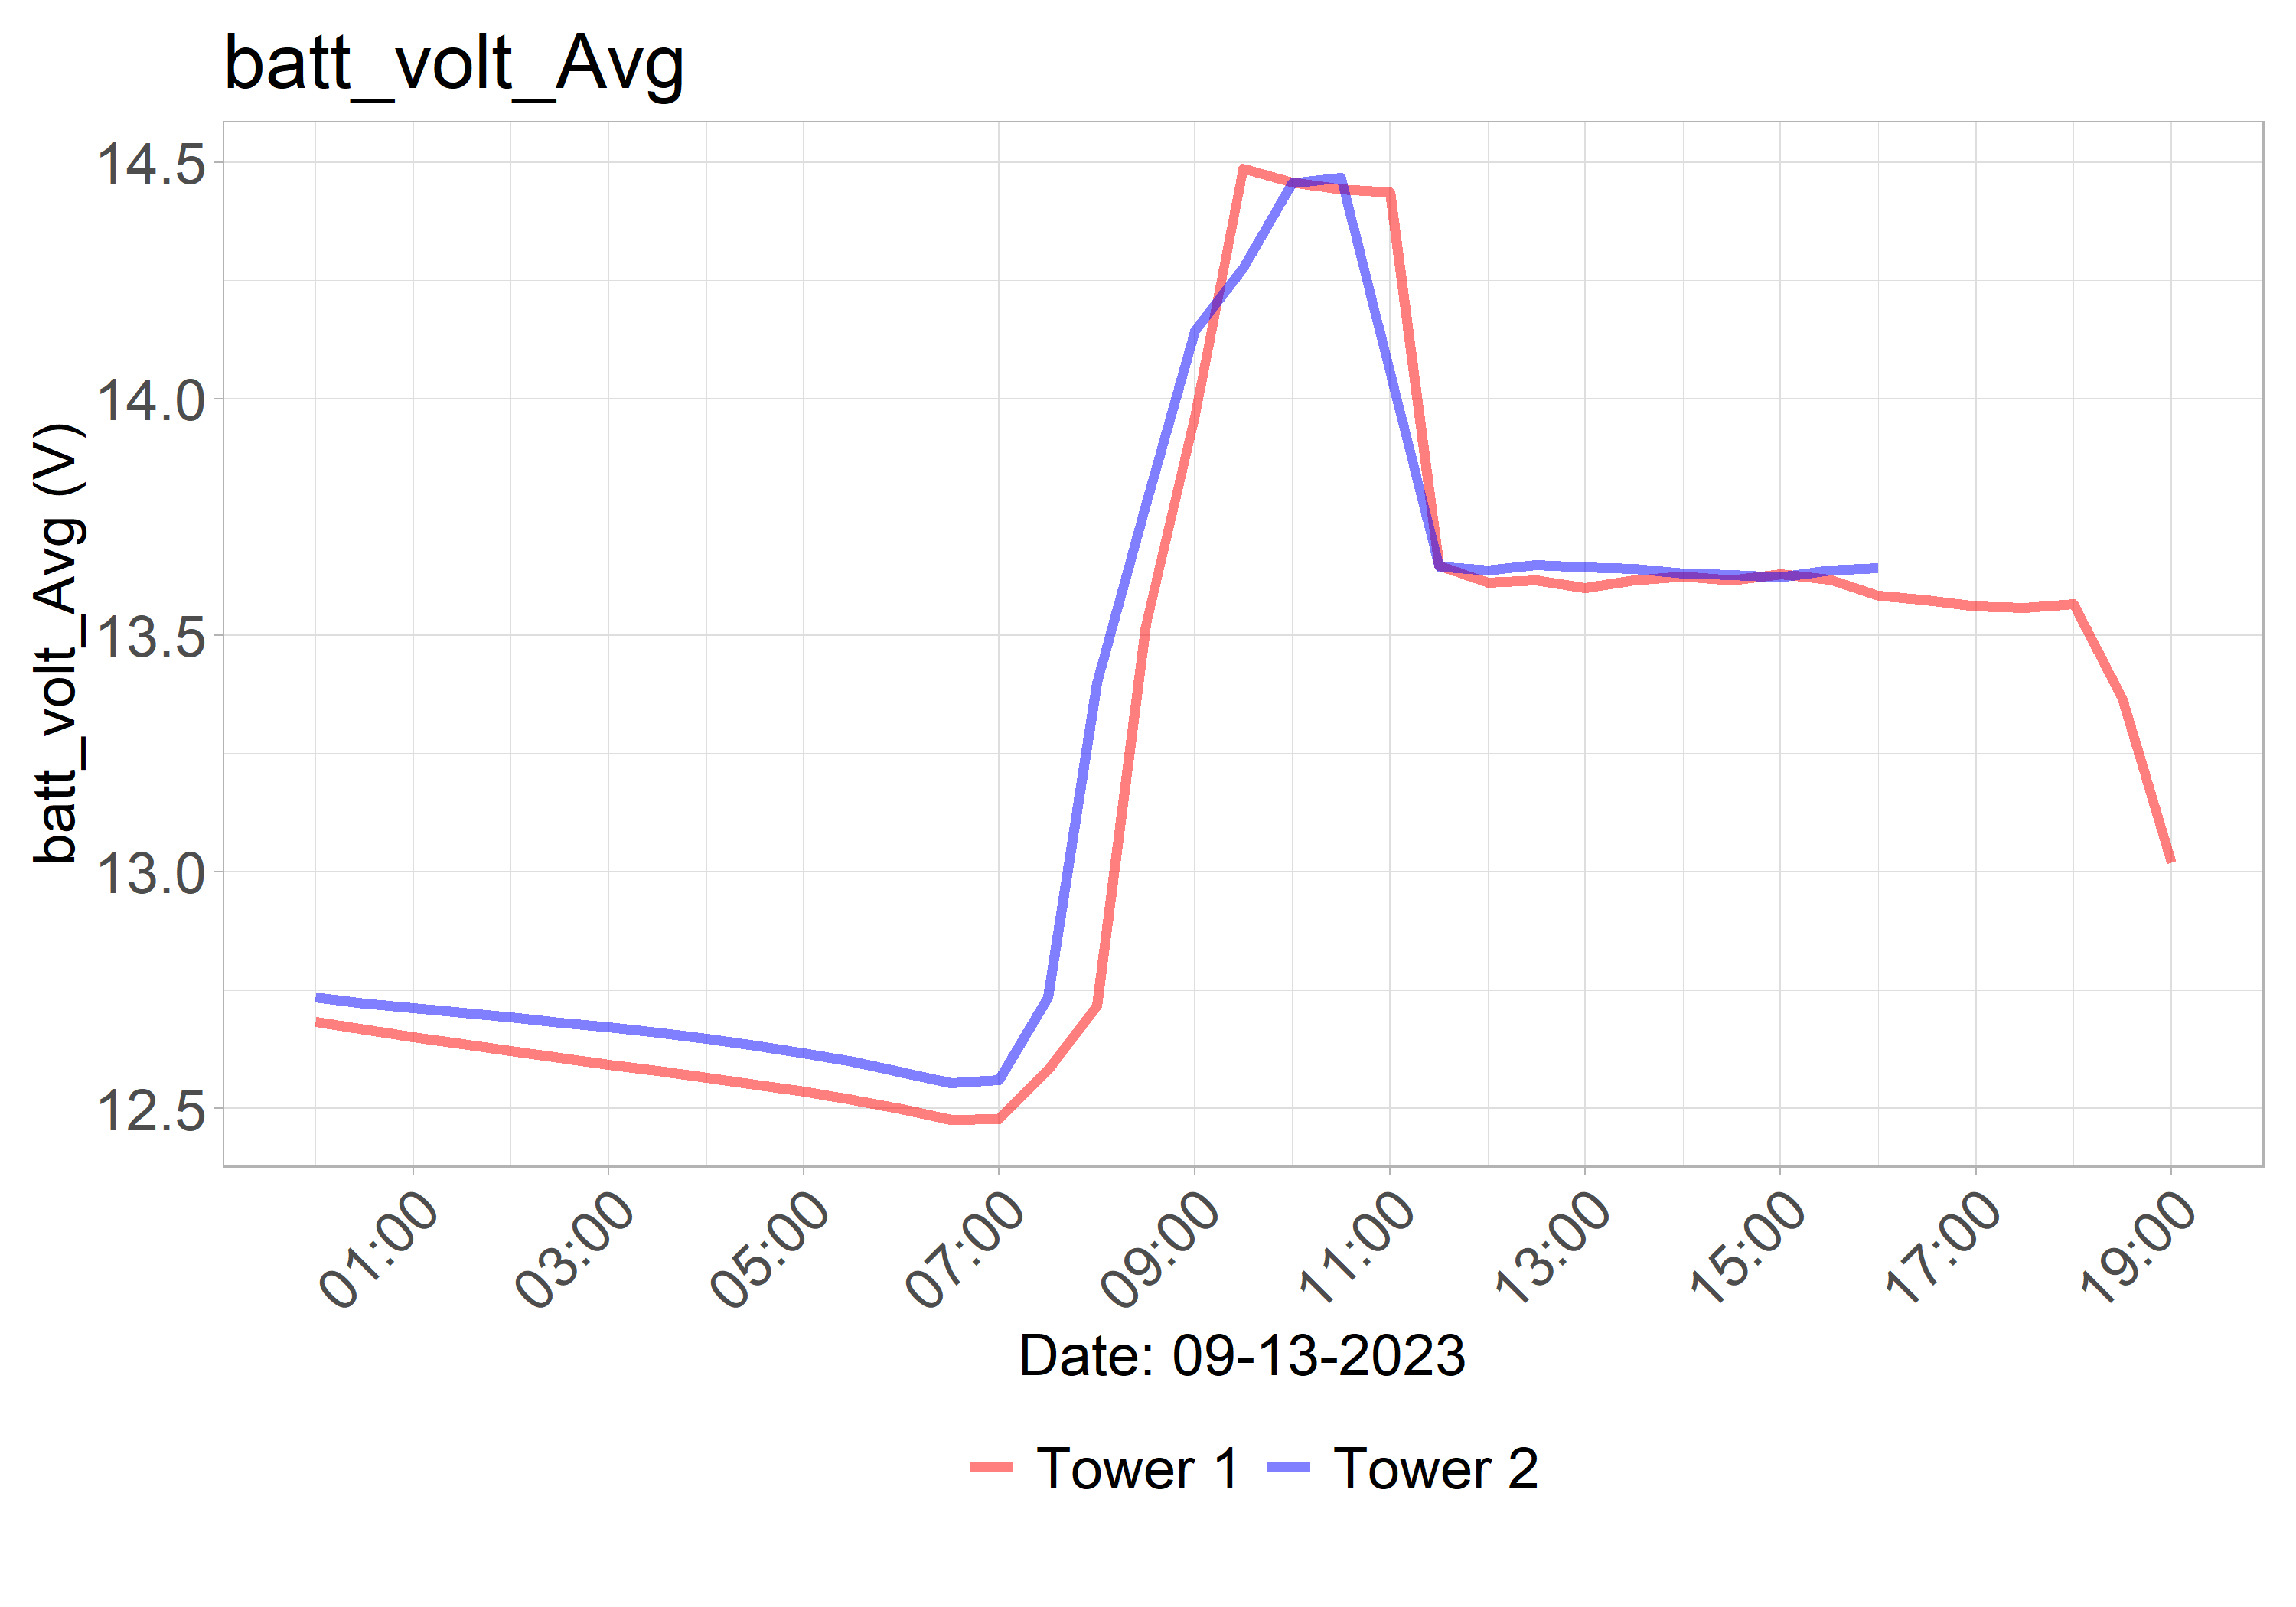 batt_volt_Avg
batt_volt_Avg (V)
14.5
14.0
13.5
13.0
12.5
01:00 03:00 05:00 07:00 09:00 11:00 13:00 15:00 17:00 19:00
Date: 09-13-2023
Tower 1 Tower 2